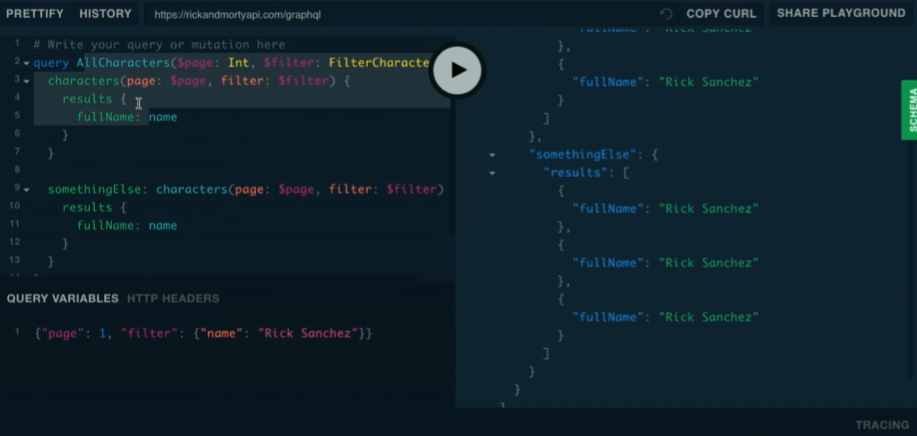 PRETTIFY HISTORY https://rickandmortyapi.com/graphql COPY CURL SHARE PLAYGROUND
1 # Write your query or mutation here
2 query AllCharacters($page: Int, $filter: FilterCharacte
3 characters(page: $page, filter: $filter) {
4 results {
5 fullName: name
6 }
7 }
8
9 somethingElse: characters(page: $page, filter: $filter)
10 results {
11 fullName: name
12 }
13 }
QUERY VARIABLES HTTP HEADERS
1 {"page": 1, "filter": {"name": "Rick Sanchez"}}
"fullName": "Rick Sanchez"
},
{
"fullName": "Rick Sanchez"
}
]
},
"somethingElse": {
"results": [
{
"fullName": "Rick Sanchez"
},
{
"fullName": "Rick Sanchez"
},
{
"fullName": "Rick Sanchez"
}
]
}
}
SCHEMA
TRACING